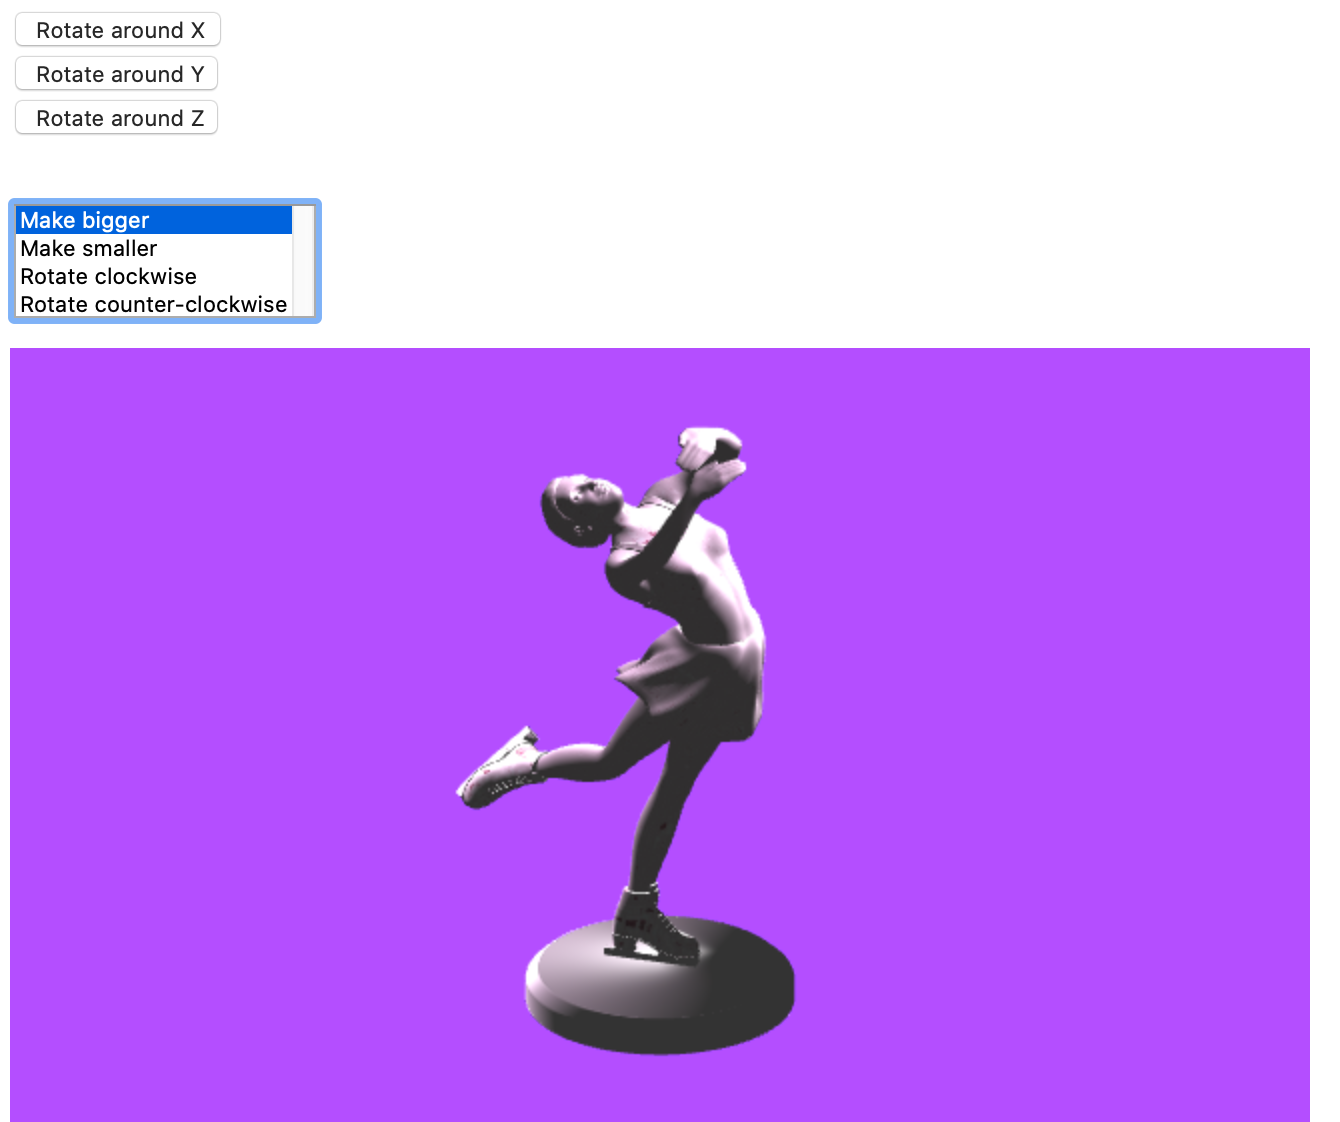 Rotate around X
Rotate around Y
Rotate around Z
Make bigger
Make smaller
Rotate clockwise
Rotate counter-clockwise